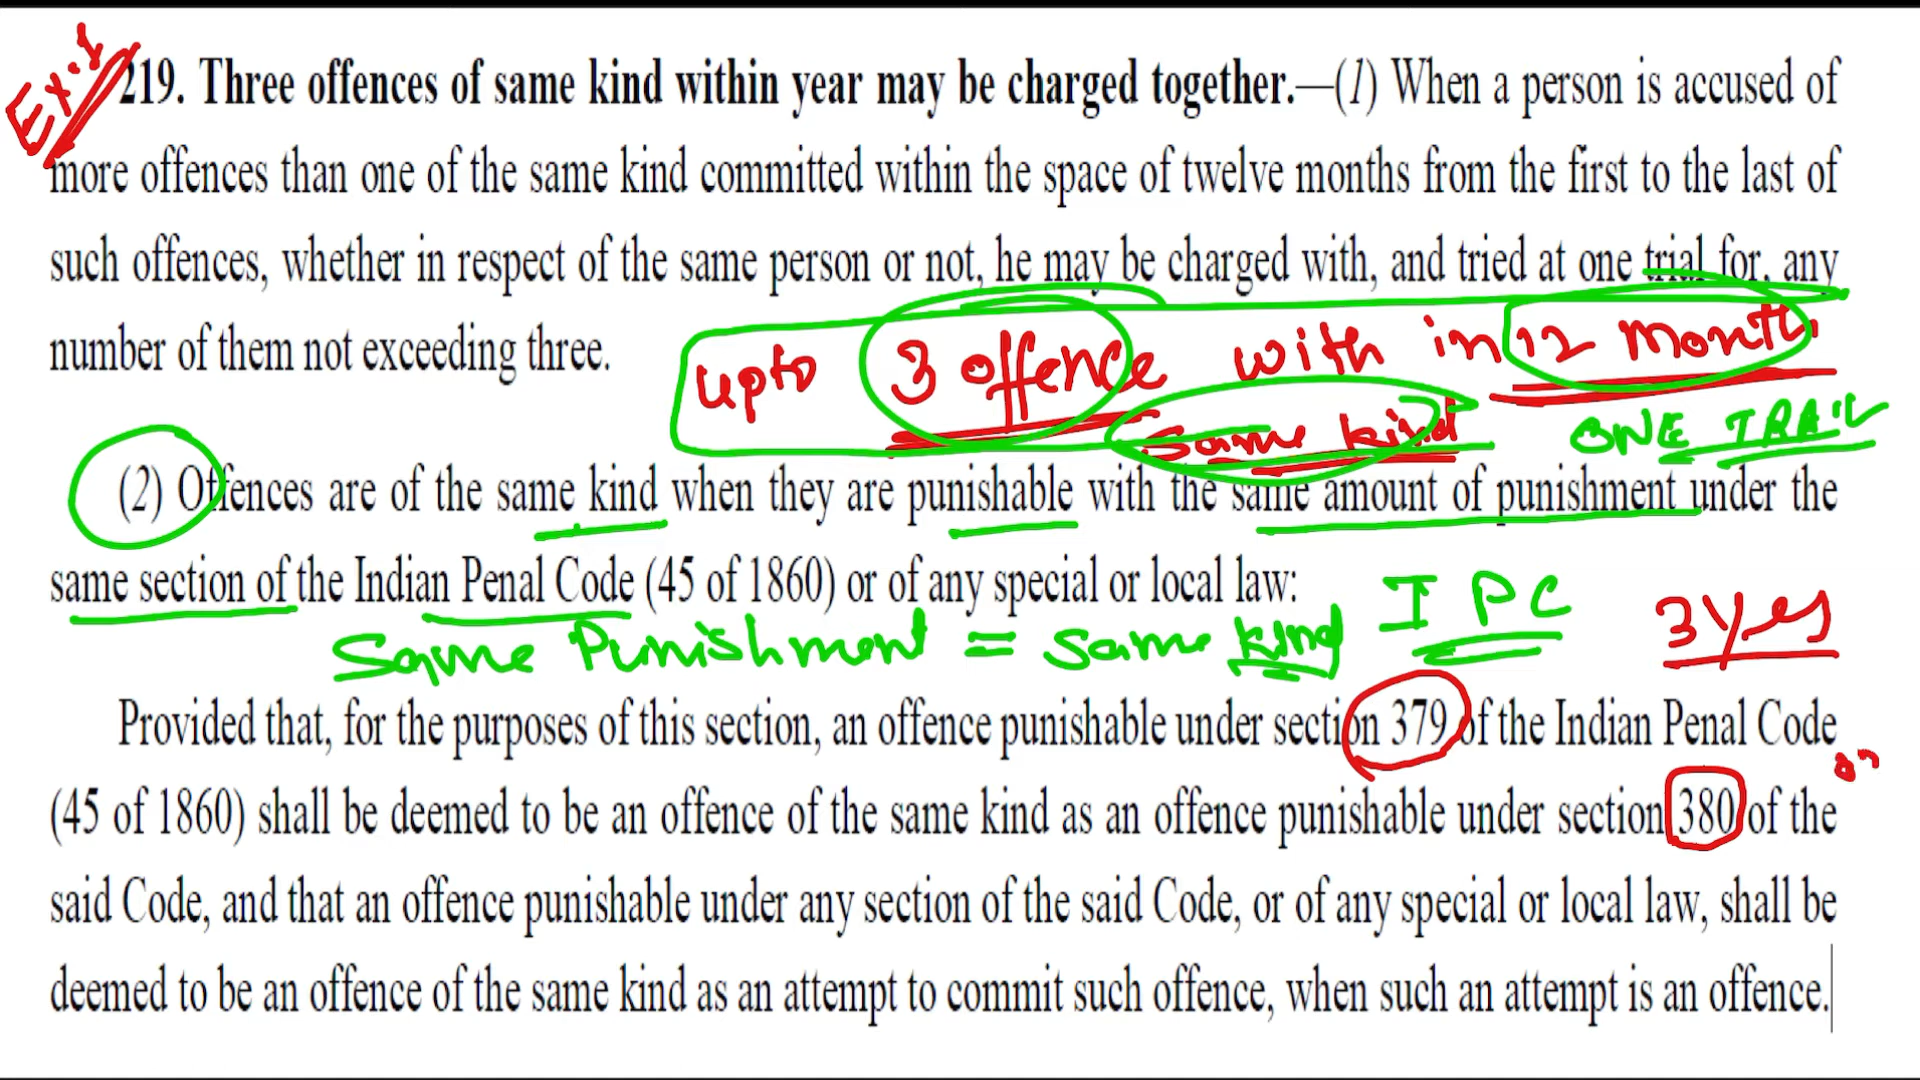 Ex.1
219. Three offences of same kind within year may be charged together.—(1) When a person is accused of
more offences than one of the same kind committed within the space of twelve months from the first to the last of
such offences, whether in respect of the same person or not, he may be charged with, and tried at one trial for, any
number of them not exceeding three.
upto 3 offence with in 12 month
same kind ONE TRAIL
(2) Offences are of the same kind when they are punishable with the same amount of punishment under the
same section of the Indian Penal Code (45 of 1860) or of any special or local law:
IPC
Same Punishment = same kind
Provided that, for the purposes of this section, an offence punishable under section 379 of the Indian Penal Code
(45 of 1860) shall be deemed to be an offence of the same kind as an offence punishable under section 380 of the
said Code, and that an offence punishable under any section of the said Code, or of any special or local law, shall be
deemed to be an offence of the same kind as an attempt to commit such offence, when such an attempt is an offence.